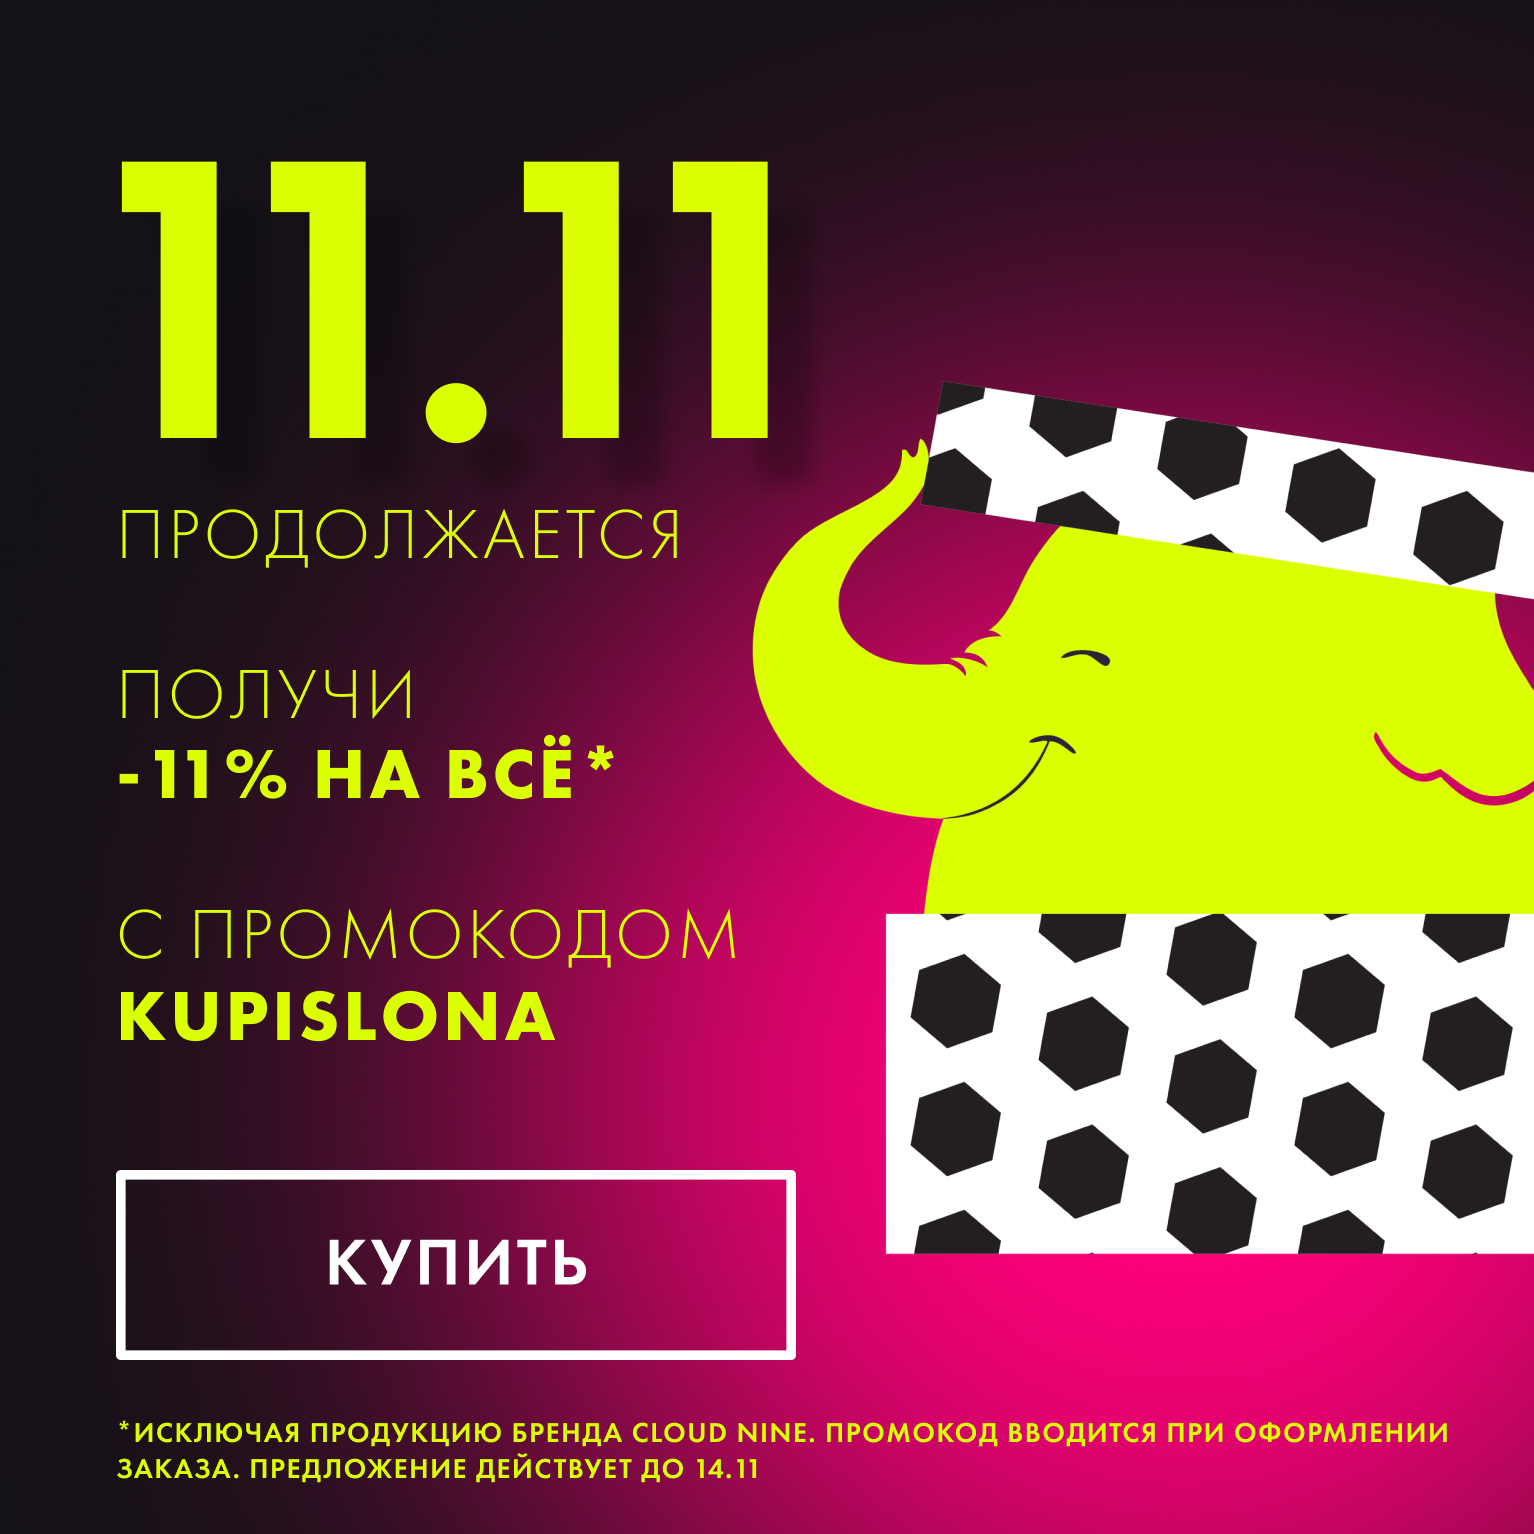 11.11
ПРОДОЛЖАЕТСЯ
ПОЛУЧИ
-11% НА ВСЁ*
С ПРОМОКОДОМ
KUPISLONA
КУПИТЬ
*ИСКЛЮЧАЯ ПРОДУКЦИЮ БРЕНДА CLOUD NINE. ПРОМОКОД ВВОДИТСЯ ПРИ ОФОРМЛЕНИИ
ЗАКАЗА. ПРЕДЛОЖЕНИЕ ДЕЙСТВУЕТ ДО 14.11